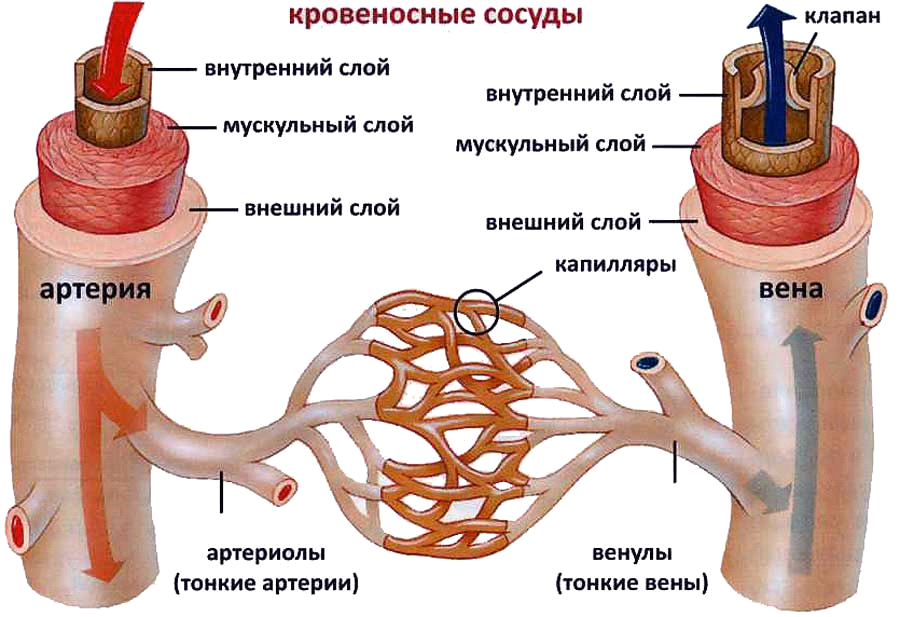 кровеносные сосуды
клапан
внутренний слой
внутренний слой
мускульный слой
мускульный слой
внешний слой
внешний слой
капилляры
артерия
вена
артериолы
(тонкие артерии)
венулы
(тонкие вены)